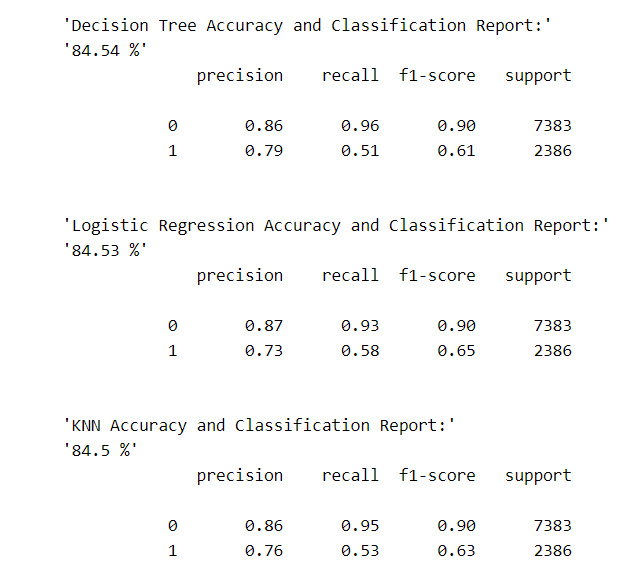 'Decision Tree Accuracy and Classification Report:'
'84.54 %'
precision recall f1-score support
0 0.86 0.96 0.90 7383
1 0.79 0.51 0.61 2386
'Logistic Regression Accuracy and Classification Report:'
'84.53 %'
precision recall f1-score support
0 0.87 0.93 0.90 7383
1 0.73 0.58 0.65 2386
'KNN Accuracy and Classification Report:'
'84.5 %'
precision recall f1-score support
0 0.86 0.95 0.90 7383
1 0.76 0.53 0.63 2386